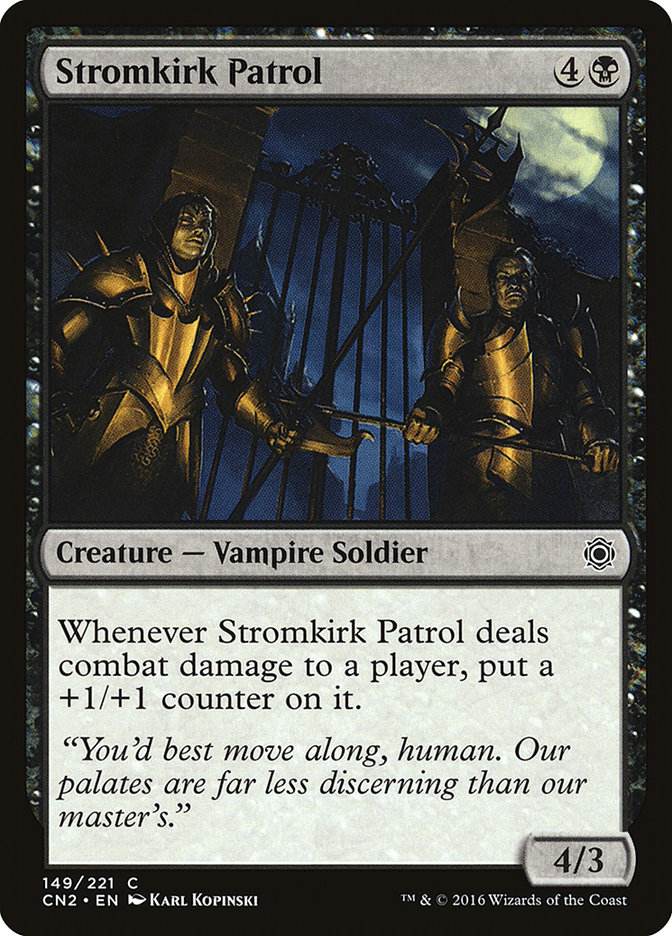 Stromkirk Patrol 4
Creature — Vampire Soldier
Whenever Stromkirk Patrol deals
combat damage to a player, put a
+1/+1 counter on it.
“You’d best move along, human. Our
palates are far less discerning than our
master’s.”
4/3
149/221 C
CN2 • EN Karl Kopinski ™ & © 2016 Wizards of the Coast